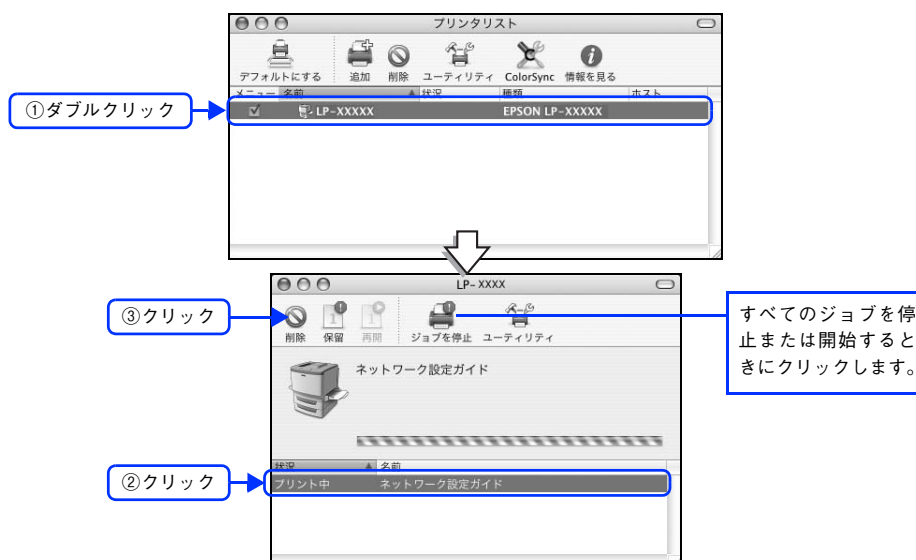 プリンタリスト
デフォルトにする 追加 削除 ユーティリティ ColorSync 情報を見る
メニュー 名前 状況 種類 ホスト
①ダブルクリック
LP-XXXXX EPSON LP-XXXXX
LP- XXXX
③クリック
削除 保留 再開 ジョブを停止 ユーティリティ
すべてのジョブを停
止または開始すると
きにクリックします。
ネットワーク設定ガイド
状況 名前
②クリック
プリント中 ネットワーク設定ガイド